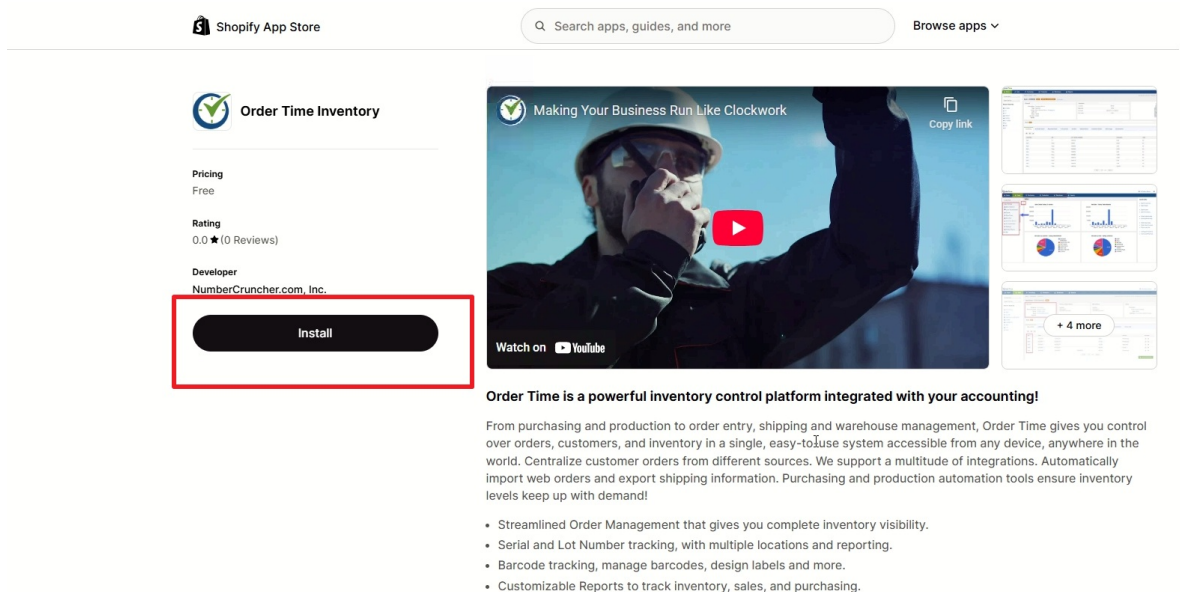 Shopify App Store
Search apps, guides, and more
Browse apps
Order Time Inventory
Pricing
Free
Rating
0.0★(0 Reviews)
Developer
NumberCruncher.com, Inc.
Install
Making Your Business Run Like Clockwork
Copy link
Watch on YouTube
+ 4 more
Order Time is a powerful inventory control platform integrated with your accounting!
From purchasing and production to order entry, shipping and warehouse management, Order Time gives you control
over orders, customers, and inventory in a single, easy-to-use system accessible from any device, anywhere in the
world. Centralize customer orders from different sources. We support a multitude of integrations. Automatically
import web orders and export shipping information. Purchasing and production automation tools ensure inventory
levels keep up with demand!
• Streamlined Order Management that gives you complete inventory visibility.
• Serial and Lot Number tracking, with multiple locations and reporting.
• Barcode tracking, manage barcodes, design labels and more.
• Customizable Reports to track inventory, sales, and purchasing.